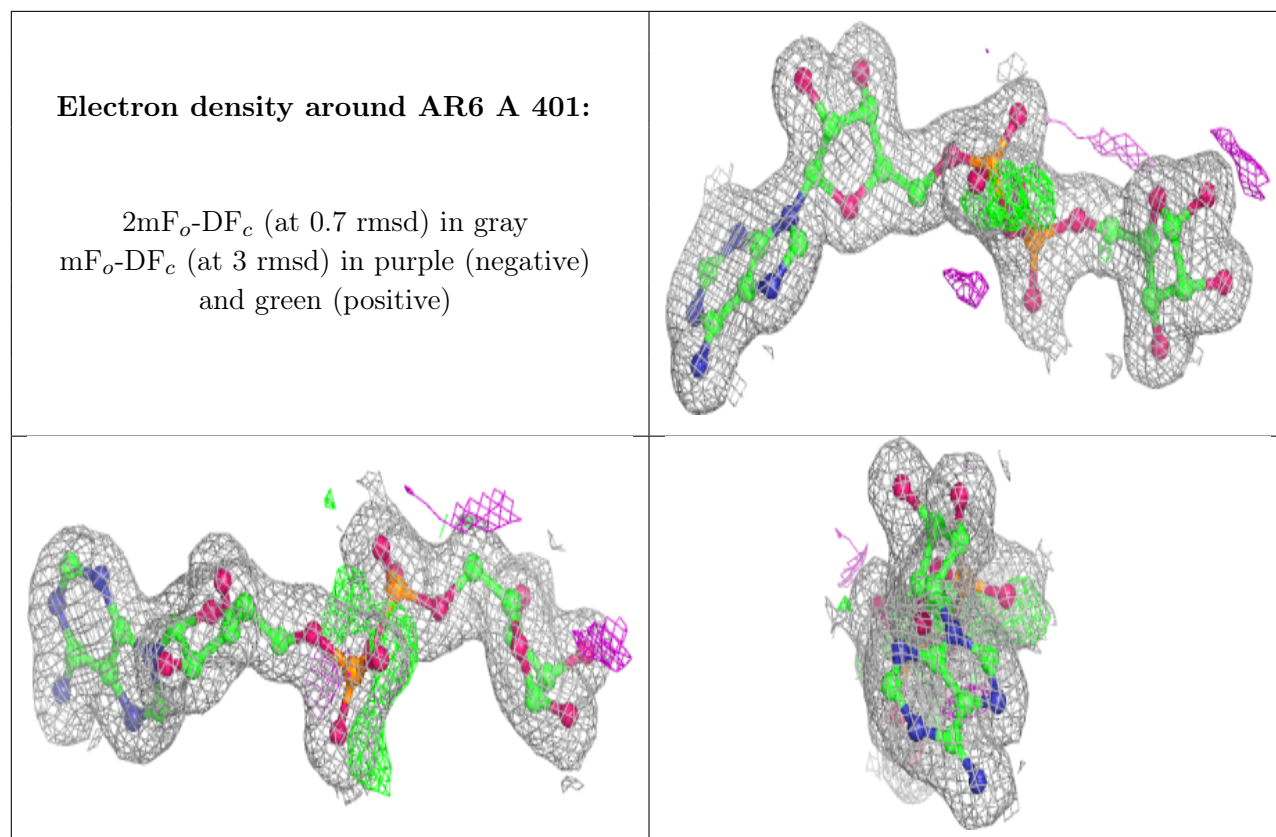 Electron density around AR6 A 401:
2mFₒ-DF𝒸 (at 0.7 rmsd) in gray
mFₒ-DF𝒸 (at 3 rmsd) in purple (negative)
and green (positive)